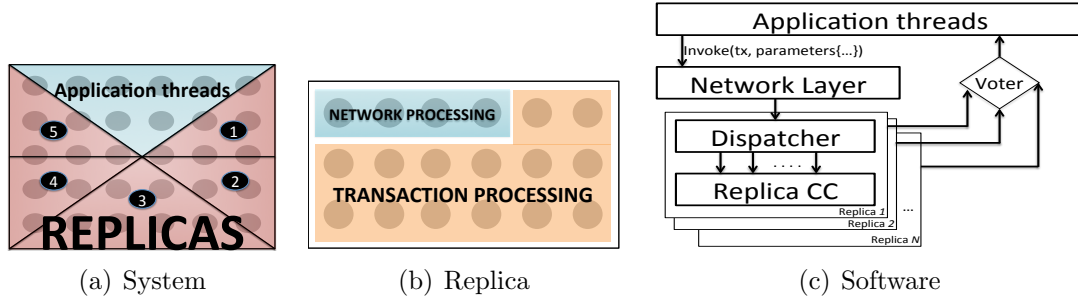 Application threads
5
1
4
2
3
REPLICAS
(a) System
NETWORK PROCESSING
TRANSACTION PROCESSING
(b) Replica
Application threads
Invoke(tx, parameters{...})
Network Layer
Voter
Dispatcher
. . . .
Replica CC
Replica 1
...
Replica 2
Replica N
(c) Software